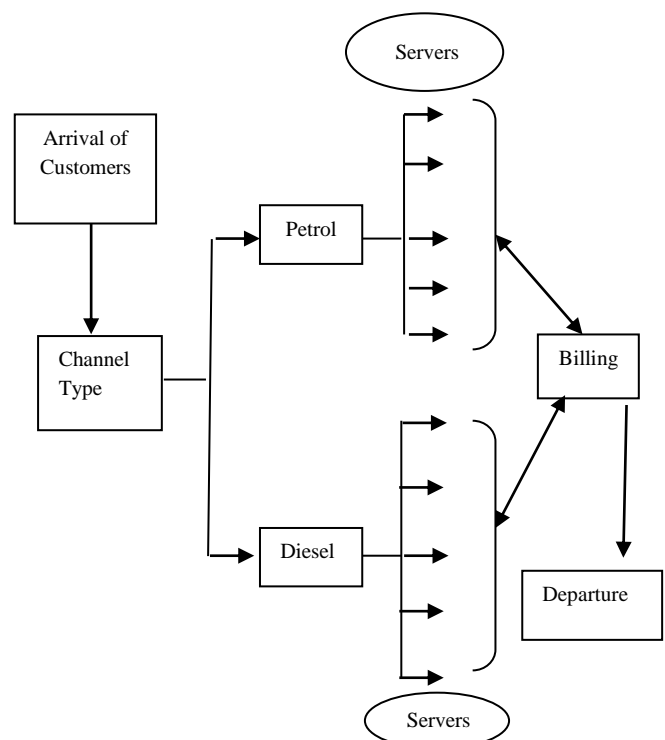 Servers
Arrival of
Customers
Petrol
Channel
Type
Billing
Diesel
Departure
Servers